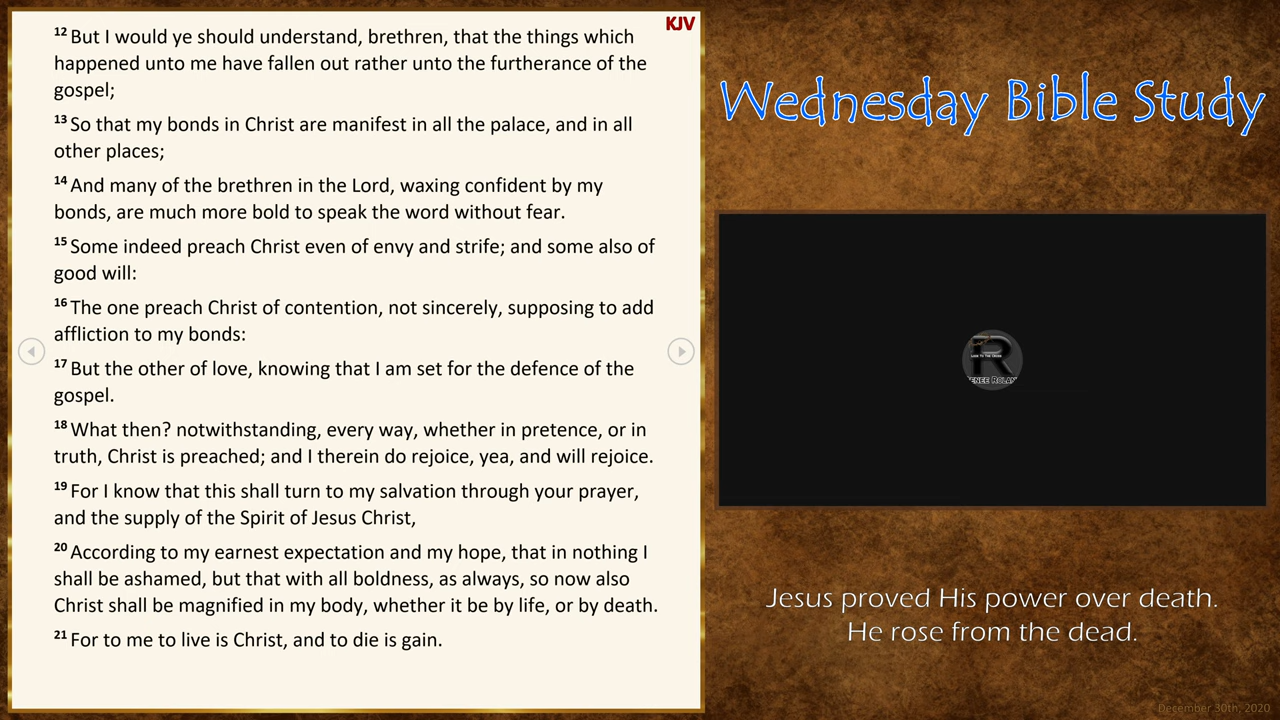 KJV
12 But I would ye should understand, brethren, that the things which
happened unto me have fallen out rather unto the furtherance of the
gospel;
13 So that my bonds in Christ are manifest in all the palace, and in all
other places;
14 And many of the brethren in the Lord, waxing confident by my
bonds, are much more bold to speak the word without fear.
15 Some indeed preach Christ even of envy and strife; and some also of
good will:
16 The one preach Christ of contention, not sincerely, supposing to add
affliction to my bonds:
17 But the other of love, knowing that I am set for the defence of the
gospel.
18 What then? notwithstanding, every way, whether in pretence, or in
truth, Christ is preached; and I therein do rejoice, yea, and will rejoice.
19 For I know that this shall turn to my salvation through your prayer,
and the supply of the Spirit of Jesus Christ,
20 According to my earnest expectation and my hope, that in nothing I
shall be ashamed, but that with all boldness, as always, so now also
Christ shall be magnified in my body, whether it be by life, or by death.
21 For to me to live is Christ, and to die is gain.
Wednesday Bible Study
R
Jesus proved His power over death.
He rose from the dead.
December 30th, 2020